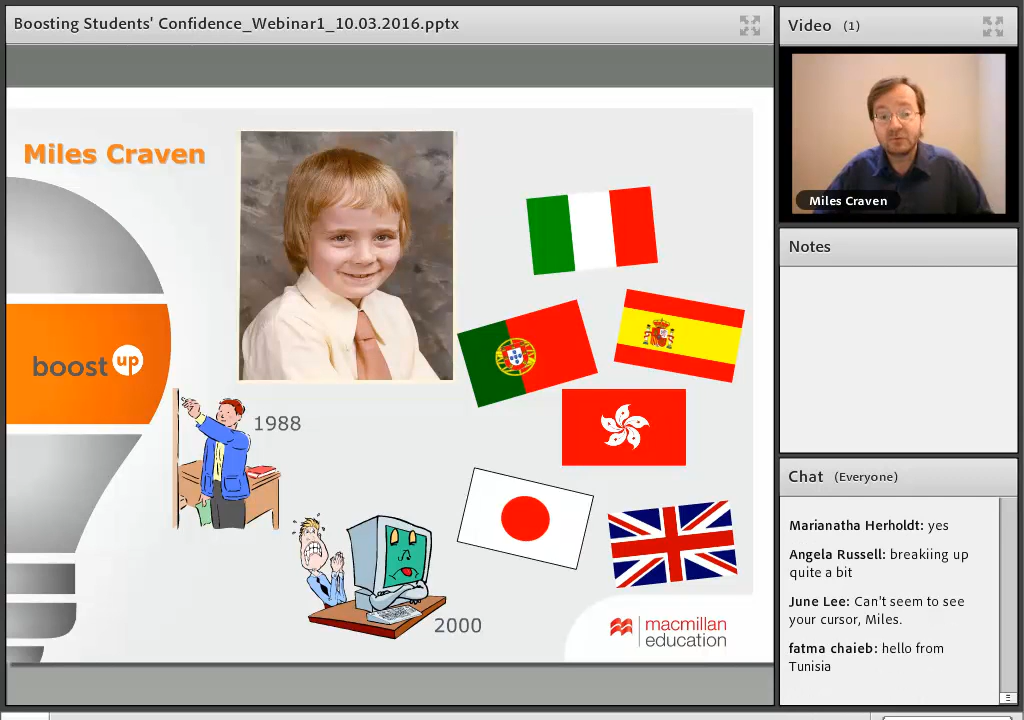 Boosting Students' Confidence_Webinar1_10.03.2016.pptx
Miles Craven
boost up
1988
2000
macmillan
education
Video (1)
Miles Craven
Notes
Chat (Everyone)
Marianatha Herholdt: yes
Angela Russell: breakiing up
quite a bit
June Lee: Can't seem to see
your cursor, Miles.
fatma chaieb: hello from
Tunisia